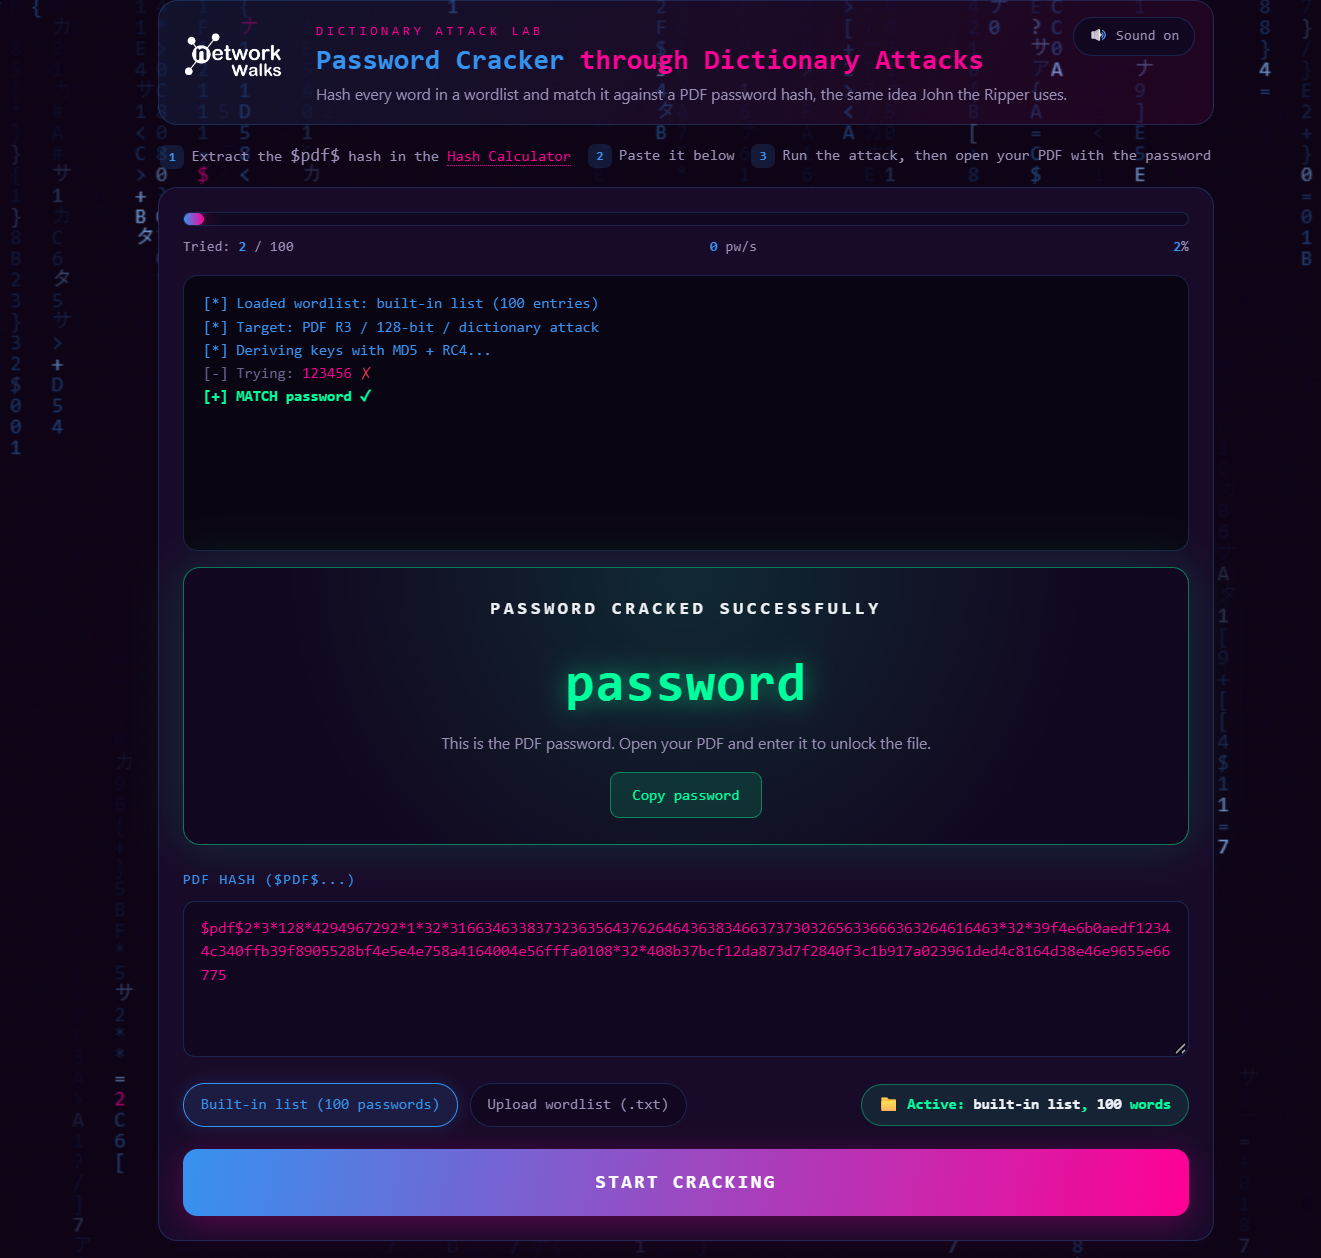 network
Walks
DICTIONARY ATTACK LAB
Password Cracker through Dictionary Attacks
Hash every word in a wordlist and match it against a PDF password hash, the same idea John the Ripper uses.
Sound on
1 Extract the $pdf$ hash in the Hash Calculator 2 Paste it below 3 Run the attack, then open your PDF with the password
Tried: 2 / 100 0 pw/s 2%
[*] Loaded wordlist: built-in list (100 entries)
[*] Target: PDF R3 / 128-bit / dictionary attack
[*] Deriving keys with MD5 + RC4...
[-] Trying: 123456 ✗
[+] MATCH password ✓
PASSWORD CRACKED SUCCESSFULLY
password
This is the PDF password. Open your PDF and enter it to unlock the file.
Copy password
PDF HASH ($PDF$...)
$pdf$2*3*128*4294967292*1*32*31663463383732363564376264643638346637373032656336663632646164​63*32*39f4e6b0aedf1234
4c340ffb39f8905528bf4e5e4e758a4164004e56fffa0108*32*408b37bcf12da873d7f2840f3c1b917a023961ded4c8164d38e46e9655e66
775
Built-in list (100 passwords) Upload wordlist (.txt) Active: built-in list, 100 words
START CRACKING